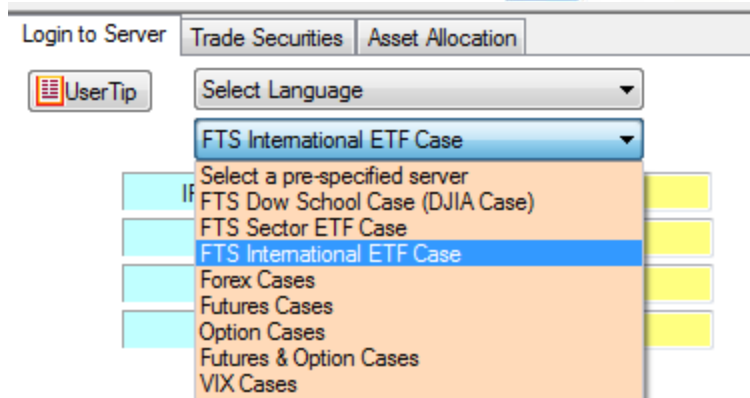 Login to Server Trade Securities Asset Allocation
UserTip Select Language
FTS International ETF Case
Select a pre-specified server
FTS Dow School Case (DJIA Case)
FTS Sector ETF Case
FTS International ETF Case
Forex Cases
Futures Cases
Option Cases
Futures & Option Cases
VIX Cases